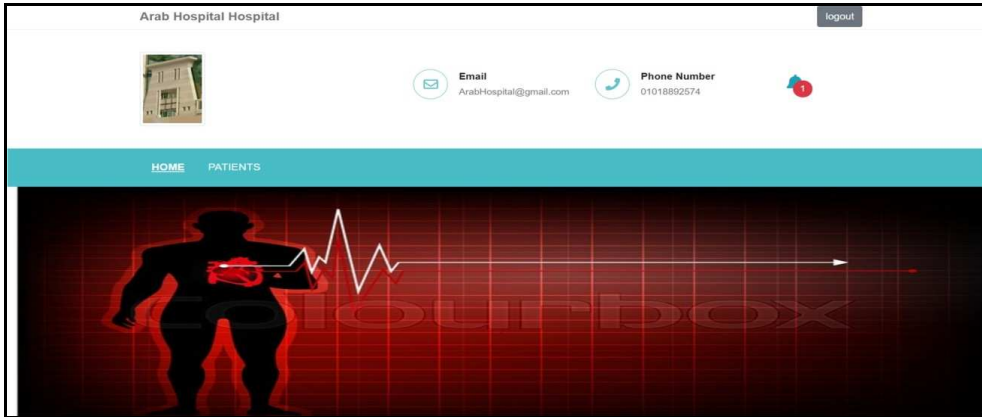 Arab Hospital Hospital
logout
Email
ArabHospital@gmail.com
Phone Number
01018892574
1
HOME PATIENTS
colourbox